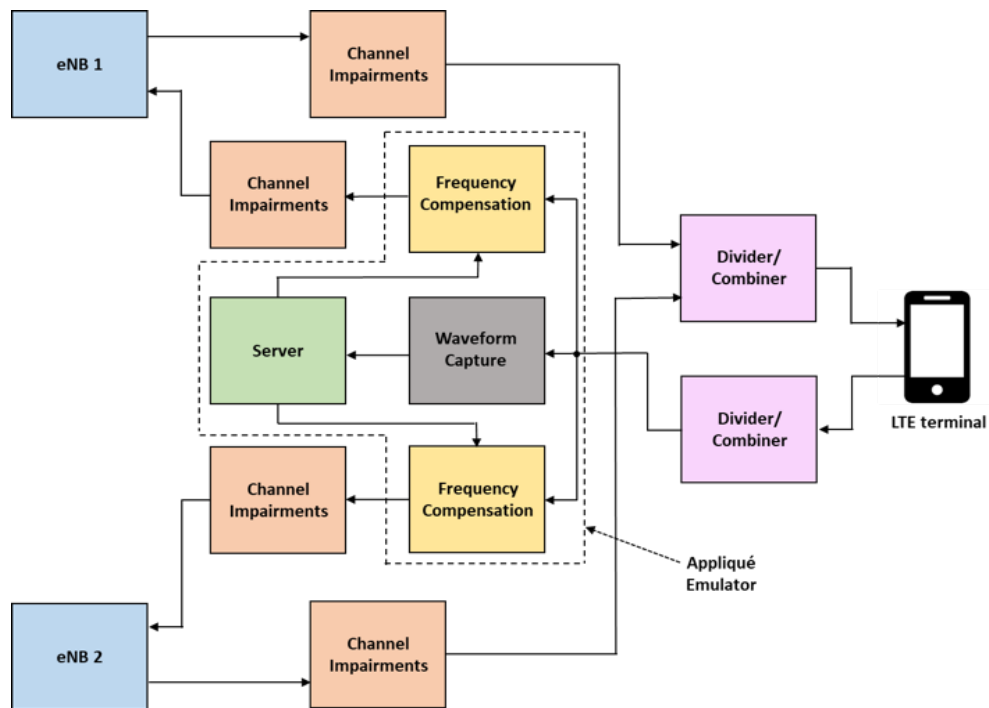 eNB 1
Channel
Impairments
Channel
Impairments
Frequency
Compensation
Divider/
Combiner
Server
Waveform
Capture
Divider/
Combiner
LTE terminal
Channel
Impairments
Frequency
Compensation
Appliqué
Emulator
eNB 2
Channel
Impairments